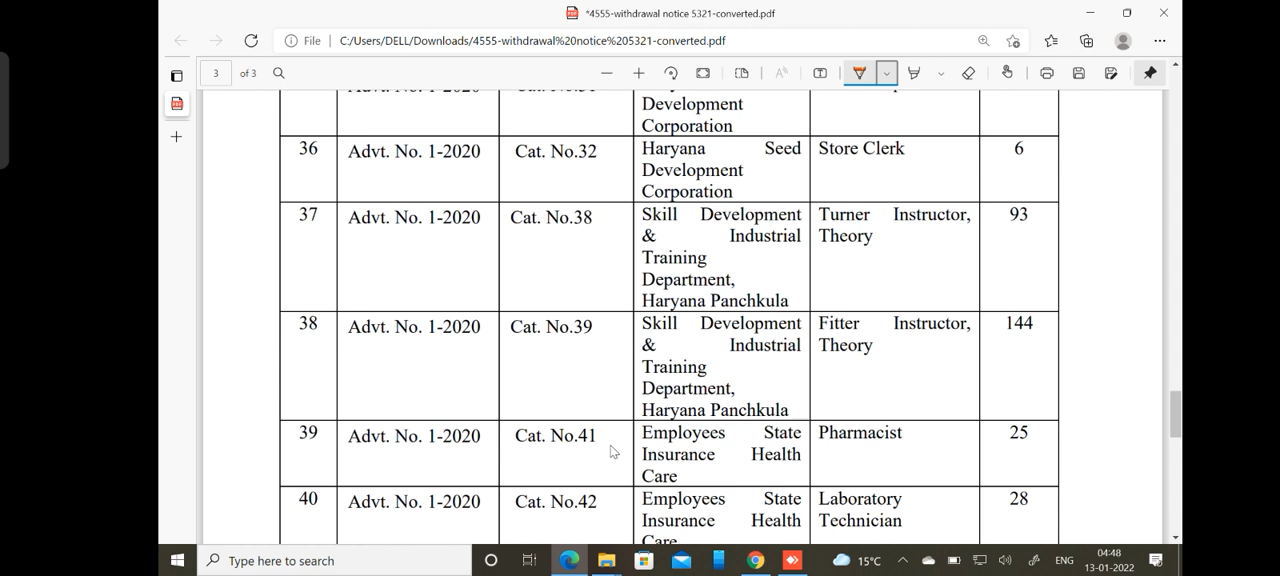 *4555-withdrawal notice 5321-converted.pdf
File C:/Users/DELL/Downloads/4555-withdrawal%20notice%205321-converted.pdf
3 of 3
Development
Corporation
36 Advt. No. 1-2020 Cat. No.32 Haryana Seed Store Clerk 6
Development
Corporation
37 Advt. No. 1-2020 Cat. No.38 Skill Development Turner Instructor, 93
& Industrial Theory
Training
Department,
Haryana Panchkula
38 Advt. No. 1-2020 Cat. No.39 Skill Development Fitter Instructor, 144
& Industrial Theory
Training
Department,
Haryana Panchkula
39 Advt. No. 1-2020 Cat. No.41 Employees State Pharmacist 25
Insurance Health
Care
40 Advt. No. 1-2020 Cat. No.42 Employees State Laboratory 28
Insurance Health Technician
Care
Type here to search 15°C ENG 04:48
13-01-2022